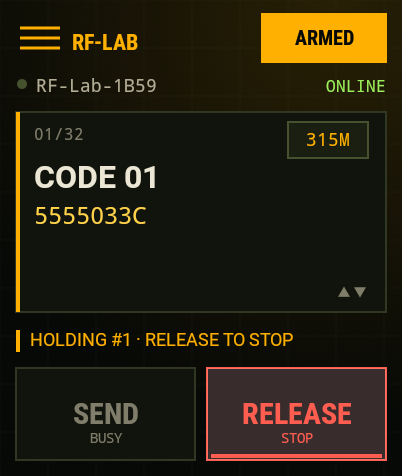 RF-LAB
ARMED
RF-Lab-1B59
ONLINE
01/32
315M
CODE 01
5555033C
▲▼
HOLDING #1 · RELEASE TO STOP
SEND
BUSY
RELEASE
STOP